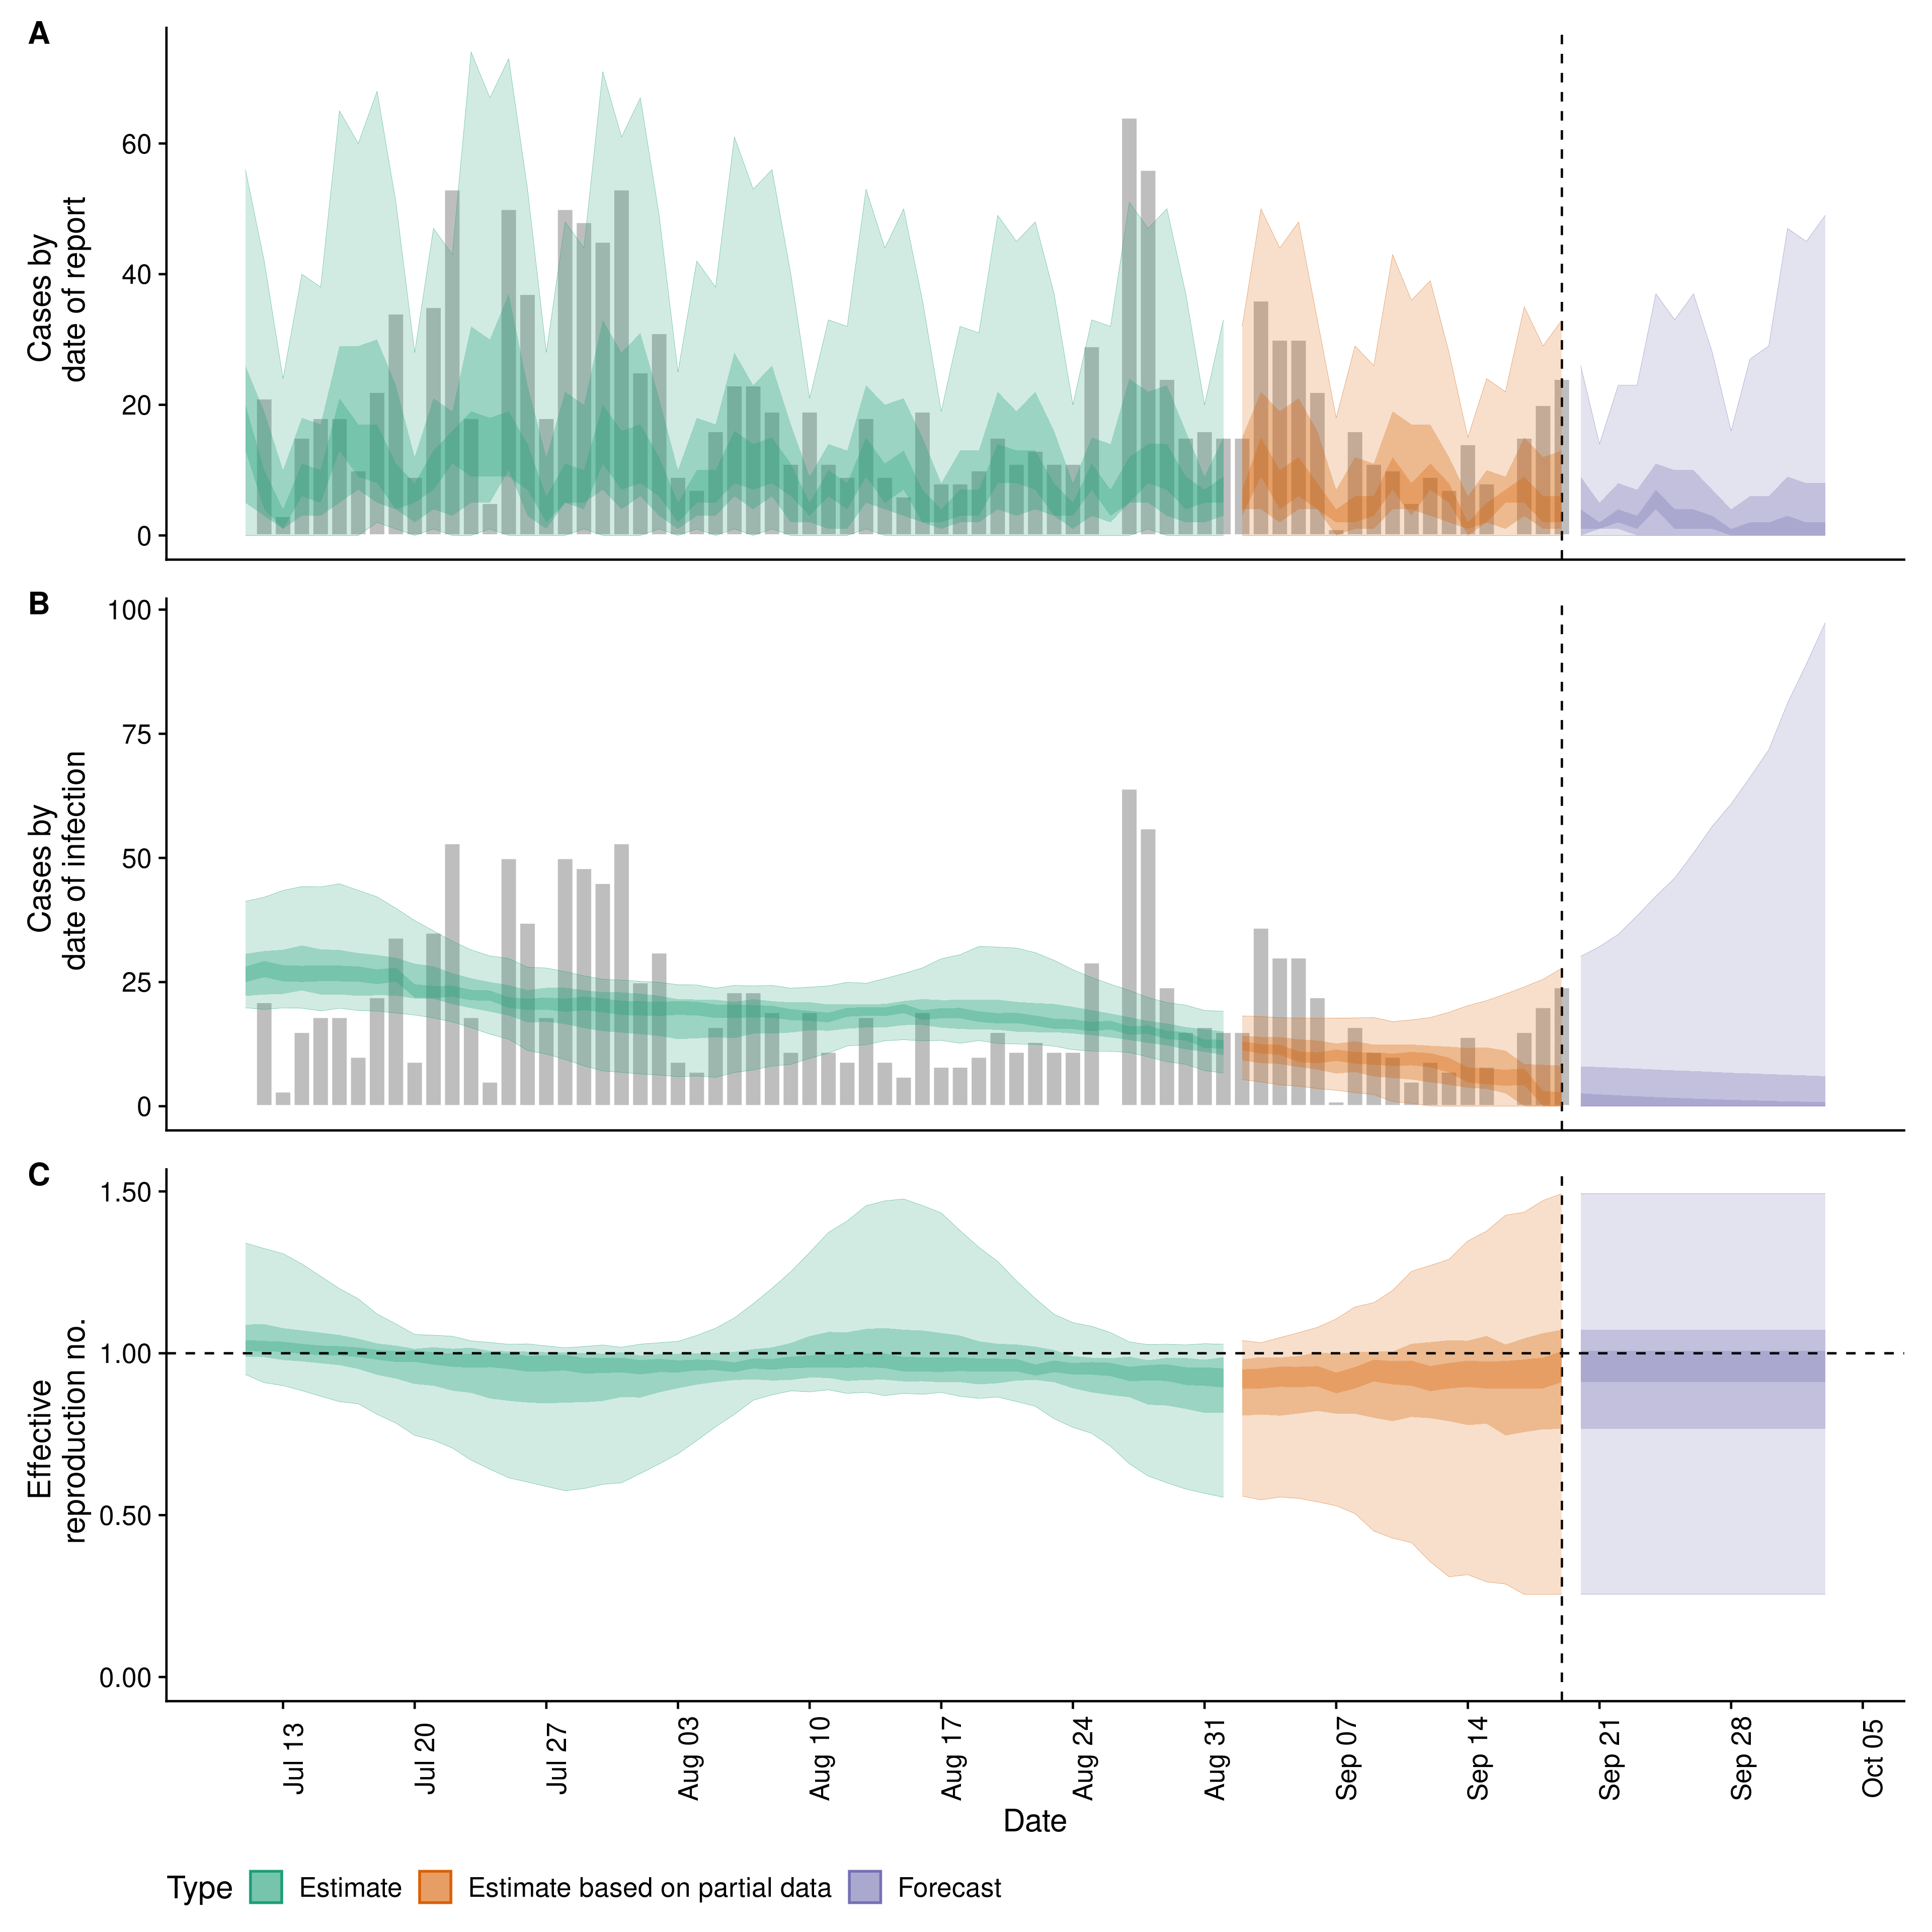 A
Cases by
date of report
60
40
20
0
B
Cases by
date of infection
100
75
50
25
0
C
Effective
reproduction no.
1.50
1.00
0.50
0.00
Jul 13
Jul 20
Jul 27
Aug 03
Aug 10
Aug 17
Aug 24
Aug 31
Sep 07
Sep 14
Sep 21
Sep 28
Oct 05
Date
Type Estimate Estimate based on partial data Forecast